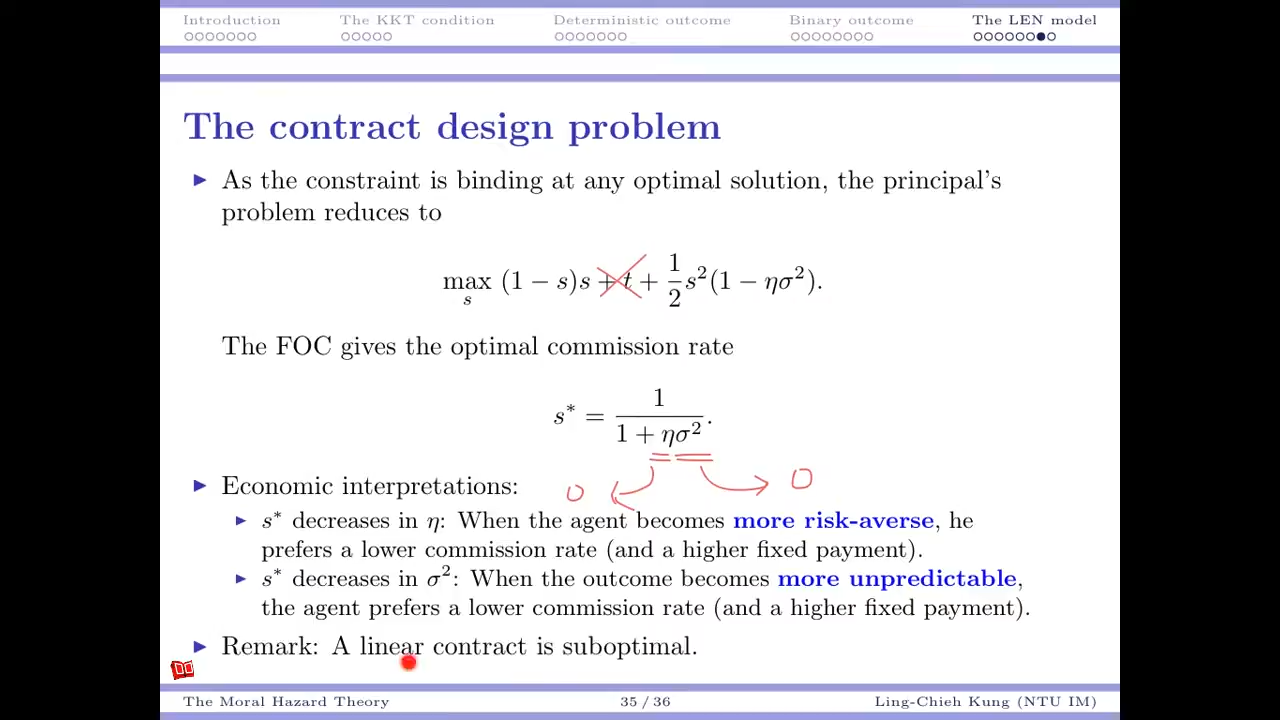 Introduction The KKT condition Deterministic outcome Binary outcome The LEN model
The contract design problem
► As the constraint is binding at any optimal solution, the principal's
problem reduces to
max_s (1 − s)s + t + 1/2 s²(1 − ησ²).
The FOC gives the optimal commission rate
s* = 1/(1 + ησ²).
0 0
► Economic interpretations:
► s* decreases in η: When the agent becomes more risk-averse, he
prefers a lower commission rate (and a higher fixed payment).
► s* decreases in σ²: When the outcome becomes more unpredictable,
the agent prefers a lower commission rate (and a higher fixed payment).
► Remark: A linear contract is suboptimal.
The Moral Hazard Theory 35 / 36 Ling-Chieh Kung (NTU IM)